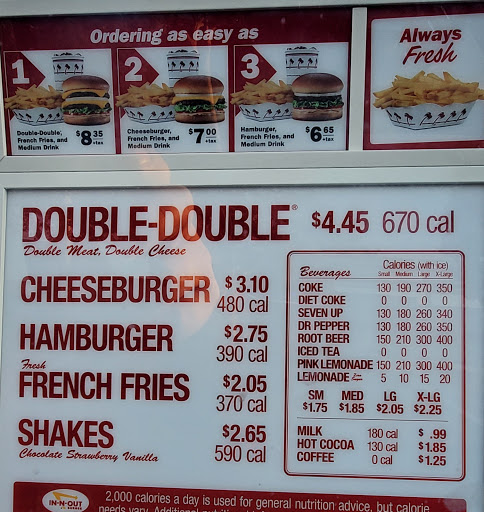 Ordering as easy as
1
Double-Double,
French Fries, and
Medium Drink
$8.35
+tax
2
Cheeseburger,
French Fries, and
Medium Drink
$7.00
+tax
3
Hamburger,
French Fries, and
Medium Drink
$6.65
+tax
Always
Fresh
DOUBLE-DOUBLE® $4.45 670 cal
Double Meat, Double Cheese
CHEESEBURGER $3.10
480 cal
HAMBURGER $2.75
390 cal
Fresh
FRENCH FRIES $2.05
370 cal
SHAKES $2.65
Chocolate Strawberry Vanilla 590 cal
Beverages Calories (with ice)
Small Medium Large X-Large
COKE 130 190 270 350
DIET COKE 0 0 0 0
SEVEN UP 130 180 260 340
DR PEPPER 130 180 260 350
ROOT BEER 150 210 300 400
ICED TEA 0 0 0 0
PINK LEMONADE 150 210 300 400
LEMONADE 5 10 15 20
SM MED LG X-LG
$1.75 $1.85 $2.05 $2.25
MILK 180 cal $ .99
HOT COCOA 130 cal $1.85
COFFEE 0 cal $1.25
IN-N-OUT
BURGER
2,000 calories a day is used for general nutrition advice, but calorie
needs vary. Additional